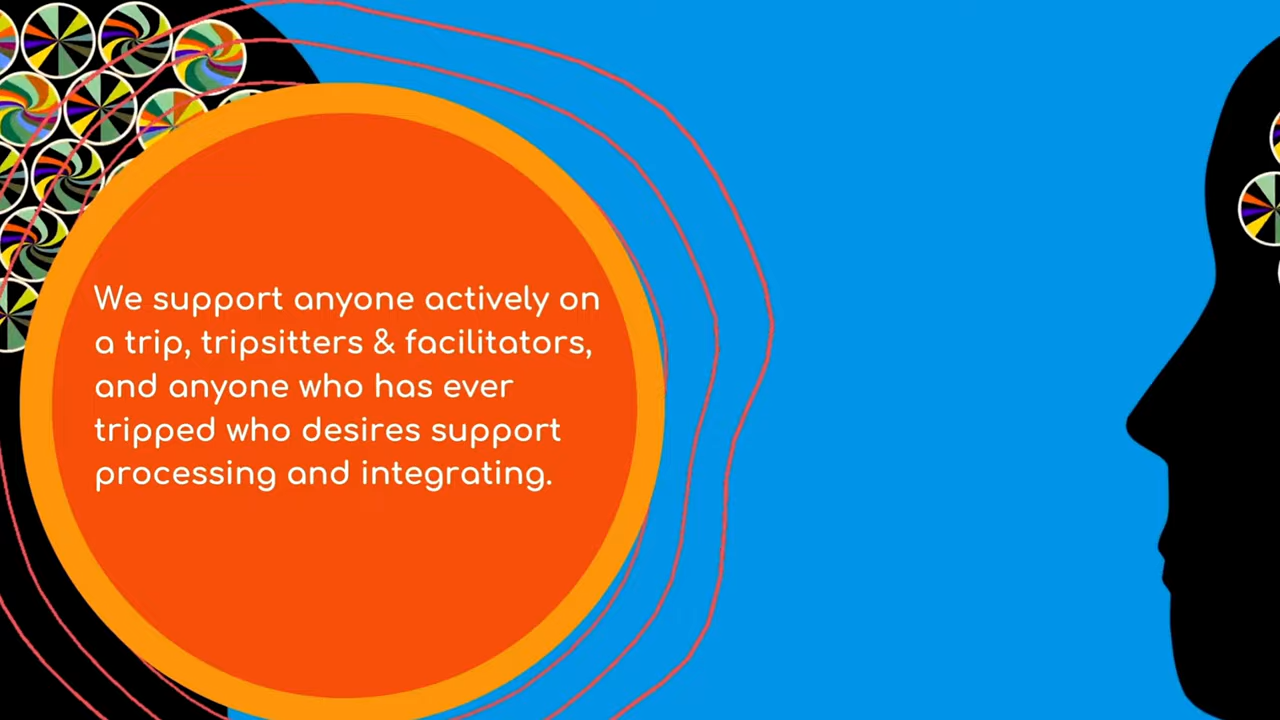 We support anyone actively on
a trip, tripsitters & facilitators,
and anyone who has ever
tripped who desires support
processing and integrating.